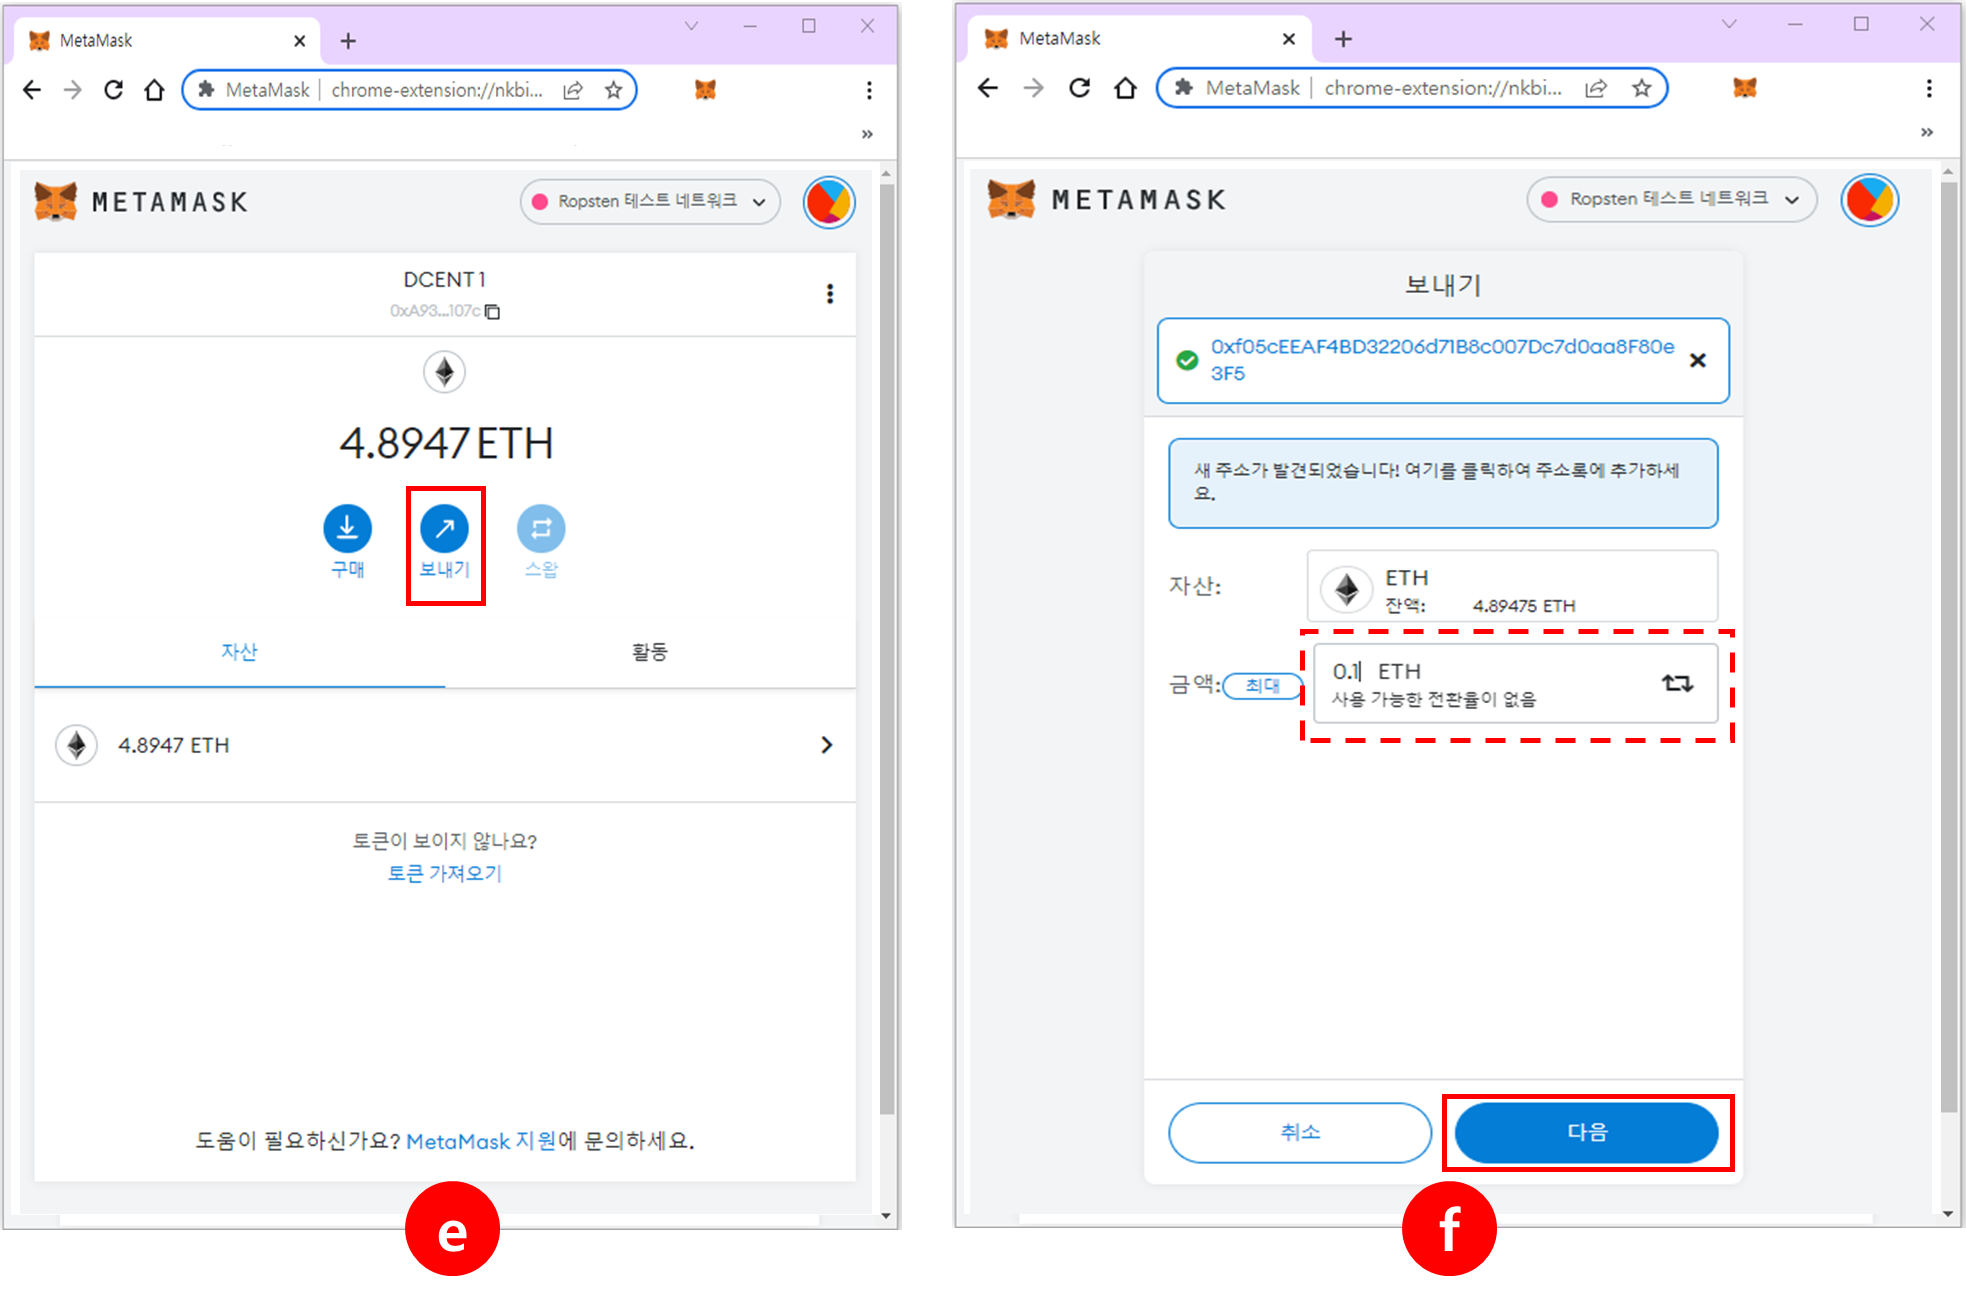 MetaMask
MetaMask | chrome-extension://nkbi...
»
METAMASK
Ropsten 테스트 네트워크
DCENT 1
0xA93...107c
4.8947 ETH
구매
보내기
스왑
자산
활동
4.8947 ETH
토큰이 보이지 않나요?
토큰 가져오기
도움이 필요하신가요? MetaMask 지원에 문의하세요.
e
MetaMask
MetaMask | chrome-extension://nkbi...
»
METAMASK
Ropsten 테스트 네트워크
보내기
0xf05cEEAF4BD32206d71B8c007Dc7d0aa8F80e
3F5
새 주소가 발견되었습니다! 여기를 클릭하여 주소록에 추가하세
요.
자산:
ETH
잔액: 4.89475 ETH
금액:
최대
0.1 ETH
사용 가능한 전환율이 없음
취소
다음
f